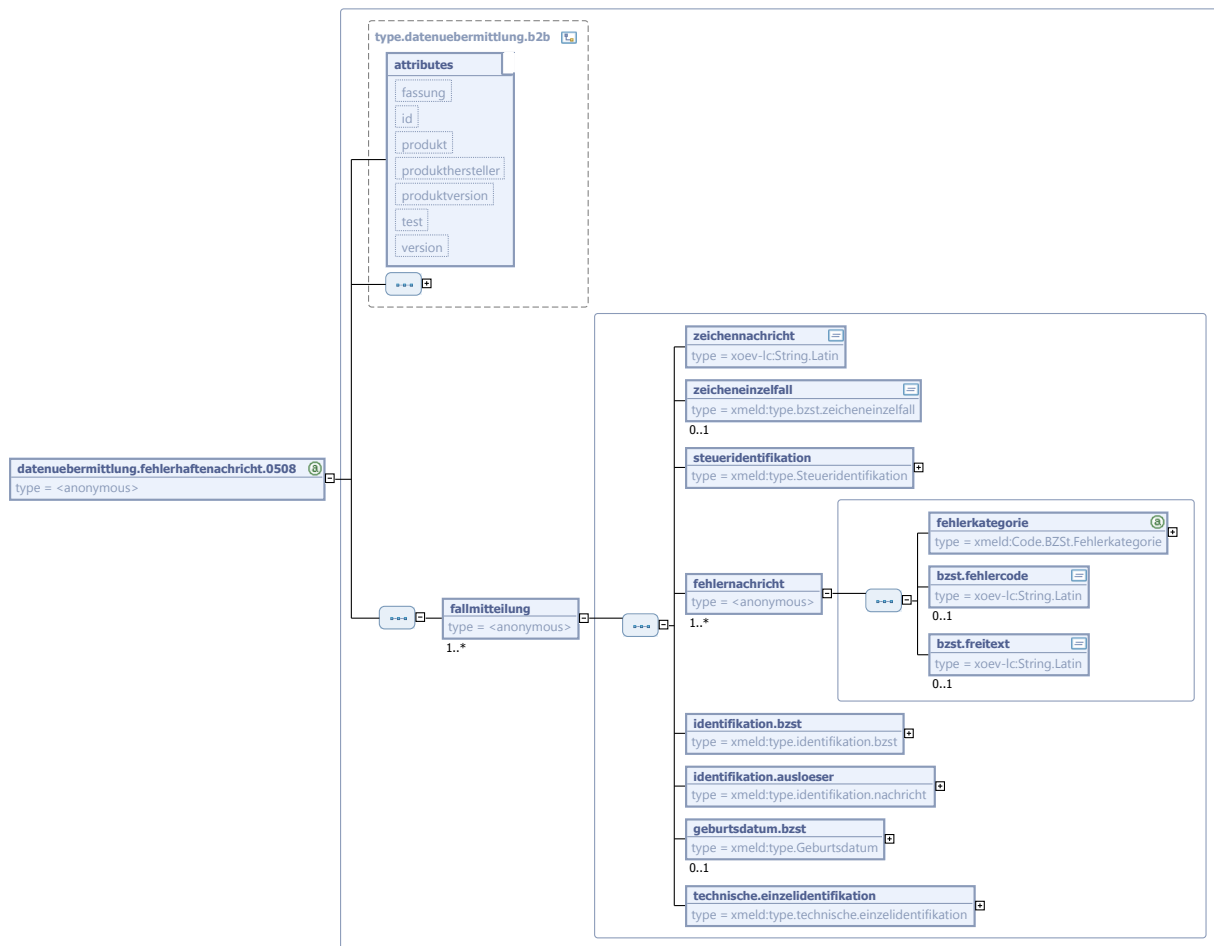 type.datenuebermittlung.b2b
attributes
fassung
id
produkt
produkthersteller
produktversion
test
version
datenuebermittlung.fehlerhaftenachricht.0508
type = <anonymous>
fallmitteilung
type = <anonymous>
1..*
zeichennachricht
type = xoev-lc:String.Latin
zeicheneinzelfall
type = xmeld:type.bzst.zeicheneinzelfall
0..1
steueridentifikation
type = xmeld:type.Steueridentifikation
fehlernachricht
type = <anonymous>
1..*
fehlerkategorie
type = xmeld:Code.BZSt.Fehlerkategorie
bzst.fehlercode
type = xoev-lc:String.Latin
0..1
bzst.freitext
type = xoev-lc:String.Latin
0..1
identifikation.bzst
type = xmeld:type.identifikation.bzst
identifikation.ausloeser
type = xmeld:type.identifikation.nachricht
geburtsdatum.bzst
type = xmeld:type.Geburtsdatum
0..1
technische.einzelidentifikation
type = xmeld:type.technische.einzelidentifikation